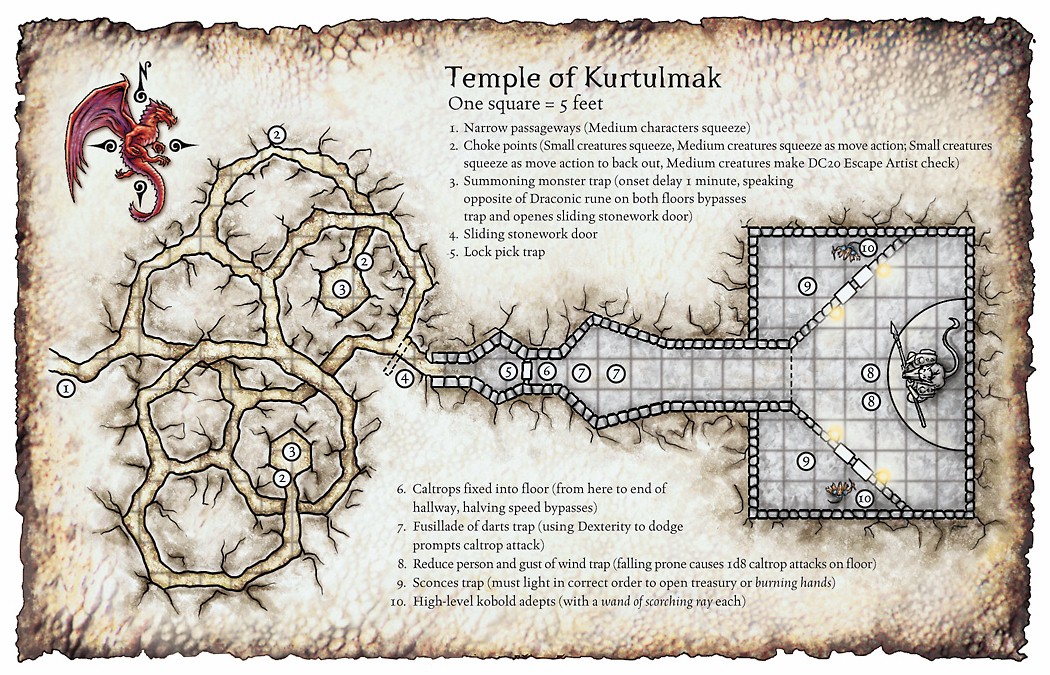 N
Temple of Kurtulmak
One square = 5 feet
1. Narrow passageways (Medium characters squeeze)
2. Choke points (Small creatures squeeze, Medium creatures squeeze as move action; Small creatures
squeeze as move action to back out, Medium creatures make DC20 Escape Artist check)
3. Summoning monster trap (onset delay 1 minute, speaking
opposite of Draconic rune on both floors bypasses
trap and openes sliding stonework door)
4. Sliding stonework door
5. Lock pick trap
2
2
3
10
9
1
4
5
6
7
7
8
8
3
2
9
10
6. Caltrops fixed into floor (from here to end of
hallway, halving speed bypasses)
7. Fusillade of darts trap (using Dexterity to dodge
prompts caltrop attack)
8. Reduce person and gust of wind trap (falling prone causes 1d8 caltrop attacks on floor)
9. Sconces trap (must light in correct order to open treasury or burning hands)
10. High-level kobold adepts (with a wand of scorching ray each)